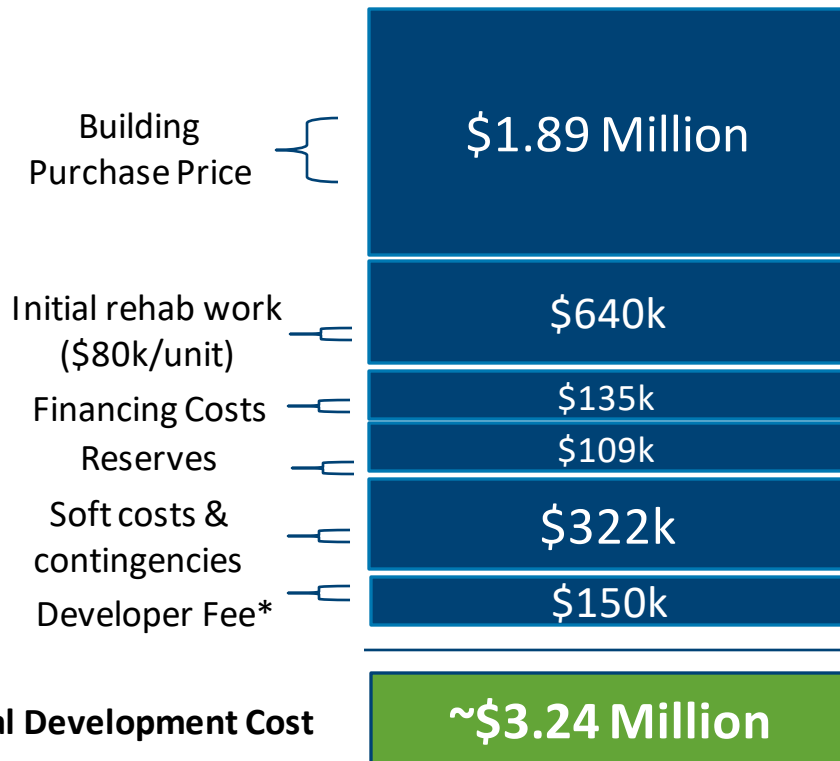 Building
Purchase Price
$1.89 Million
Initial rehab work
($80k/unit)
$640k
Financing Costs
$135k
Reserves
$109k
Soft costs &
contingencies
$322k
Developer Fee*
$150k
al Development Cost
~$3.24 Million